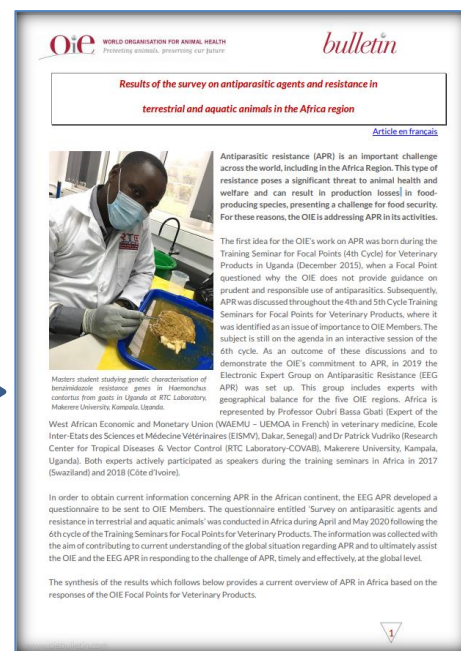 OIE WORLD ORGANISATION FOR ANIMAL HEALTH
Protecting animals, preserving our future
bulletin
Results of the survey on antiparasitic agents and resistance in
terrestrial and aquatic animals in the Africa region
Article en français
Antiparasitic resistance (APR) is an important challenge
across the world, including in the Africa Region. This type of
resistance poses a significant threat to animal health and
welfare and can result in production losses in food-
producing species, presenting a challenge for food security.
For these reasons, the OIE is addressing APR in its activities.
The first idea for the OIE's work on APR was born during the
Training Seminar for Focal Points (4th Cycle) for Veterinary
Products in Uganda (December 2015), when a Focal Point
questioned why the OIE does not provide guidance on
prudent and responsible use of antiparasitics. Subsequently,
APR was discussed throughout the 4th and 5th Cycle Training
Seminars for Focal Points for Veterinary Products, where it
was identified as an issue of importance to OIE Members. The
subject is still on the agenda in an interactive session of the
6th cycle. As an outcome of these discussions and to
demonstrate the OIE's commitment to APR, in 2019 the
Electronic Expert Group on Antiparasitic Resistance (EEG
APR) was set up. This group includes experts with
geographical balance for the five OIE regions. Africa is
represented by Professor Oubri Bassa Gbati (Expert of the
Masters student studying genetic characterisation of
benzimidazole resistance genes in Haemonchus
contortus from goats in Uganda at RTC Laboratory,
Makerere University, Kampala, Uganda.
West African Economic and Monetary Union (WAEMU – UEMOA in French) in veterinary medicine, Ecole
Inter-Etats des Sciences et Médecine Vétérinaires (EISMV), Dakar, Senegal) and Dr Patrick Vudriko (Research
Center for Tropical Diseases & Vector Control (RTC Laboratory-COVAB), Makerere University, Kampala,
Uganda). Both experts actively participated as speakers during the training seminars in Africa in 2017
(Swaziland) and 2018 (Côte d'Ivoire).
In order to obtain current information concerning APR in the African continent, the EEG APR developed a
questionnaire to be sent to OIE Members. The questionnaire entitled 'Survey on antiparasitic agents and
resistance in terrestrial and aquatic animals' was conducted in Africa during April and May 2020 following the
6th cycle of the Training Seminars for Focal Points for Veterinary Products. The information was collected with
the aim of contributing to current understanding of the global situation regarding APR and to ultimately assist
the OIE and the EEG APR in responding to the challenge of APR, timely and effectively, at the global level.
The synthesis of the results which follows below provides a current overview of APR in Africa based on the
responses of the OIE Focal Points for Veterinary Products.
1